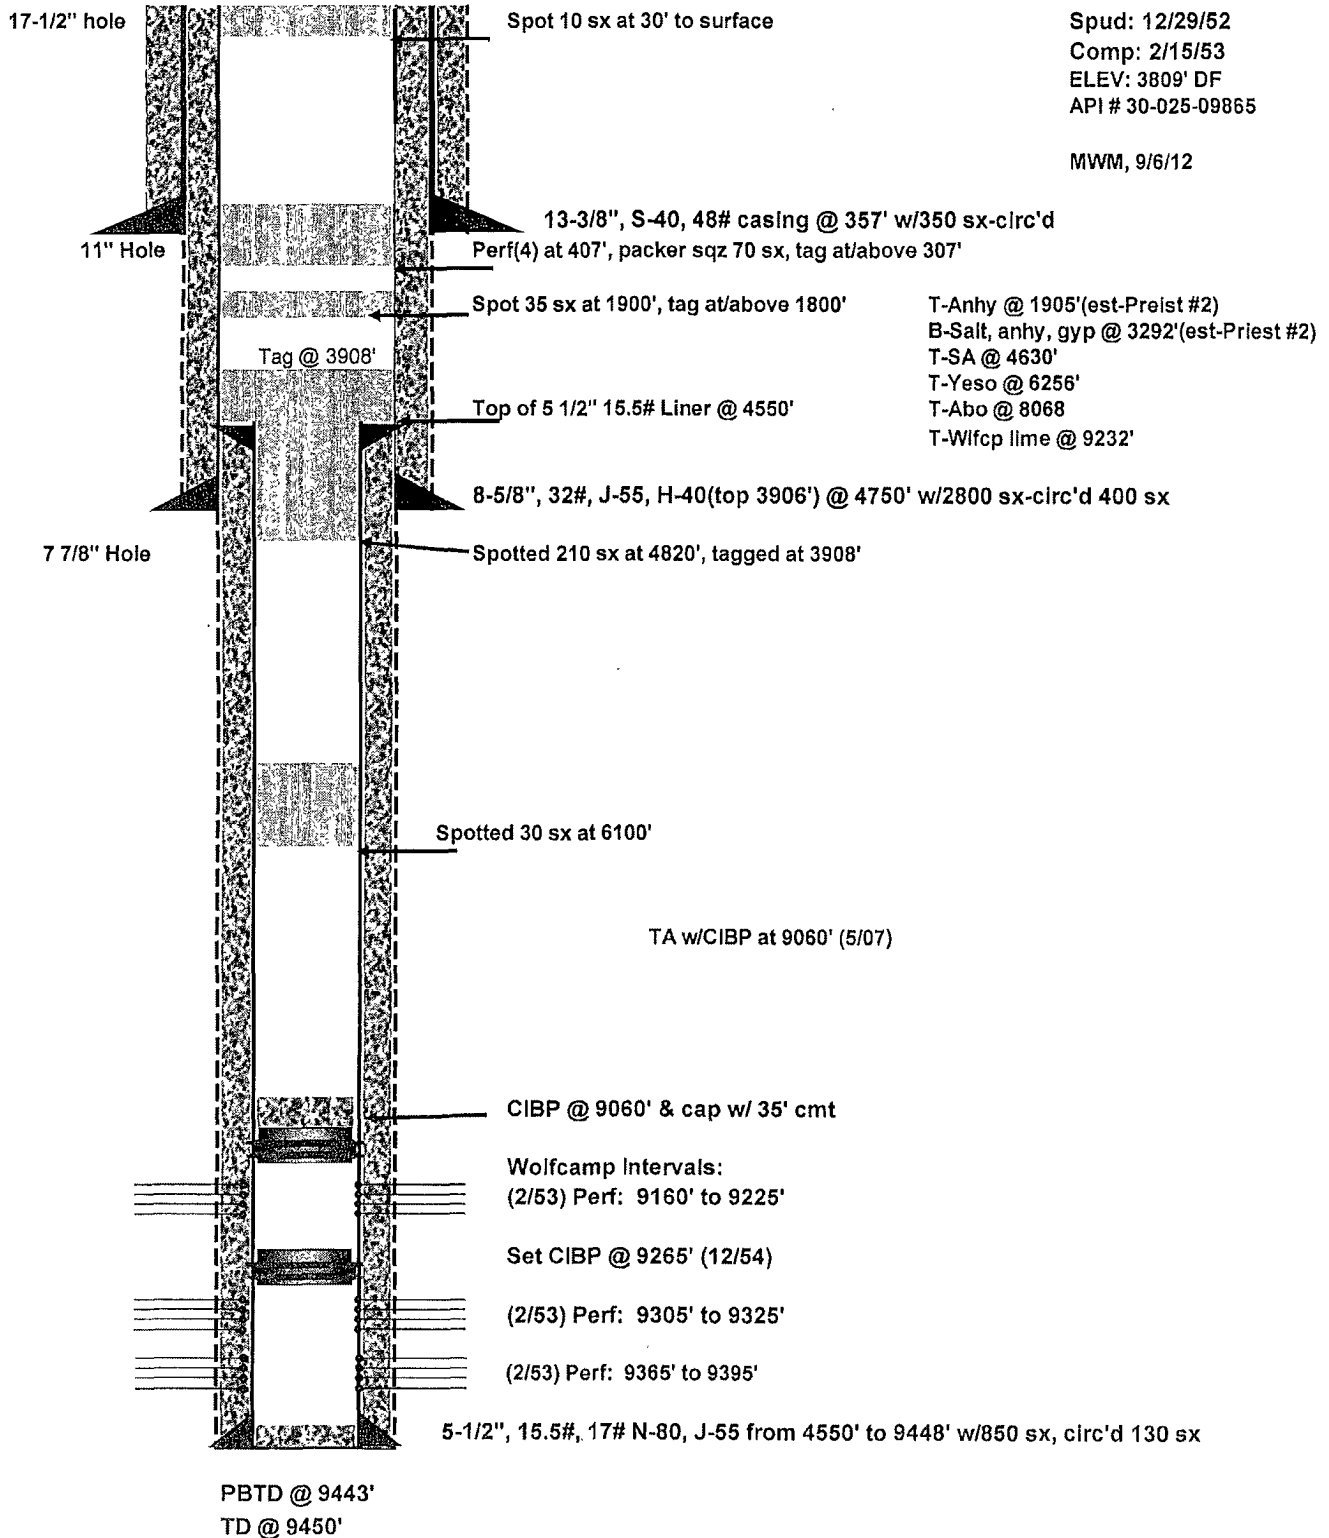 17-1/2" hole
Spot 10 sx at 30' to surface
Spud: 12/29/52
Comp: 2/15/53
ELEV: 3809' DF
API # 30-025-09865
MWM, 9/6/12
13-3/8", S-40, 48# casing @ 357' w/350 sx-circ'd
11" Hole
Perf(4) at 407', packer sqz 70 sx, tag at/above 307'
Spot 35 sx at 1900', tag at/above 1800'
T-Anhy @ 1905'(est-Preist #2)
B-Salt, anhy, gyp @ 3292'(est-Priest #2)
T-SA @ 4630'
T-Yeso @ 6256'
T-Abo @ 8068
T-Wlfcp lime @ 9232'
Tag @ 3908'
Top of 5 1/2" 15.5# Liner @ 4550'
8-5/8", 32#, J-55, H-40(top 3906') @ 4750' w/2800 sx-circ'd 400 sx
7 7/8" Hole
Spotted 210 sx at 4820', tagged at 3908'
Spotted 30 sx at 6100'
TA w/CIBP at 9060' (5/07)
CIBP @ 9060' & cap w/ 35' cmt
Wolfcamp Intervals:
(2/53) Perf: 9160' to 9225'
Set CIBP @ 9265' (12/54)
(2/53) Perf: 9305' to 9325'
(2/53) Perf: 9365' to 9395'
5-1/2", 15.5#, 17# N-80, J-55 from 4550' to 9448' w/850 sx, circ'd 130 sx
PBTD @ 9443'
TD @ 9450'